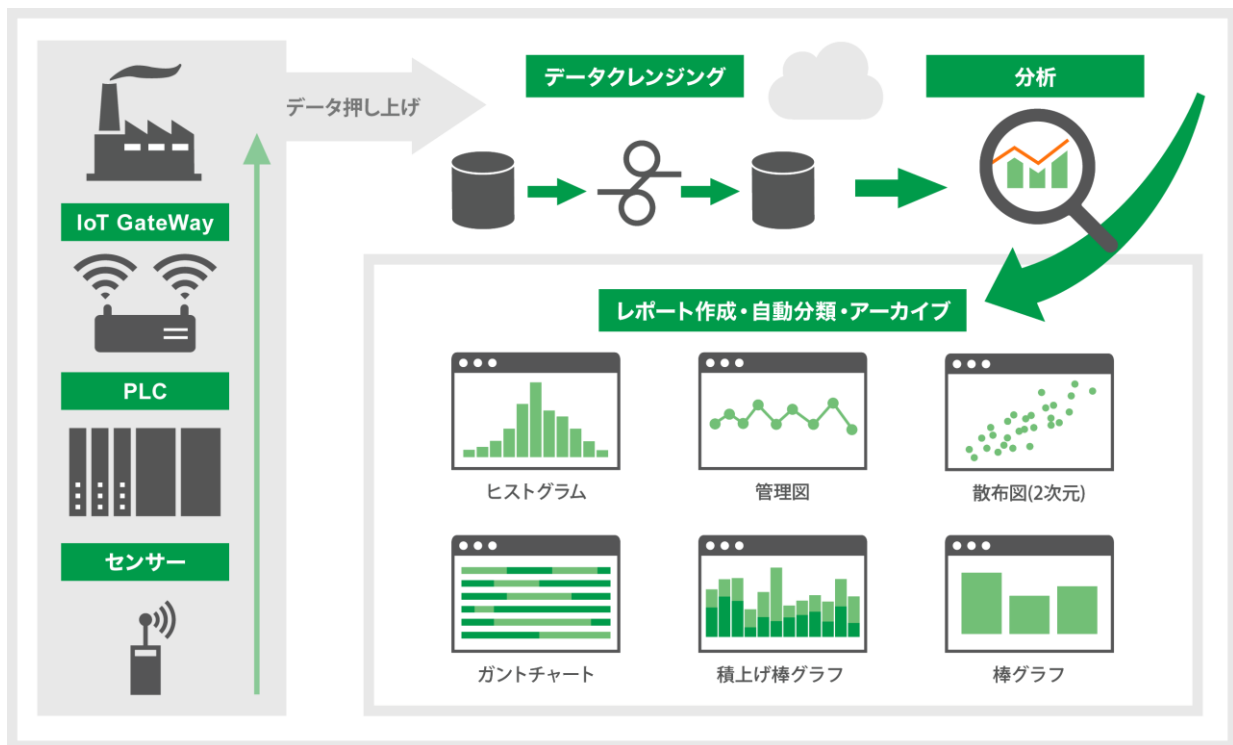 データ押し上げ
データクレンジング
分析
IoT GateWay
PLC
センサー
レポート作成・自動分類・アーカイブ
ヒストグラム
管理図
散布図(2次元)
ガントチャート
積上げ棒グラフ
棒グラフ